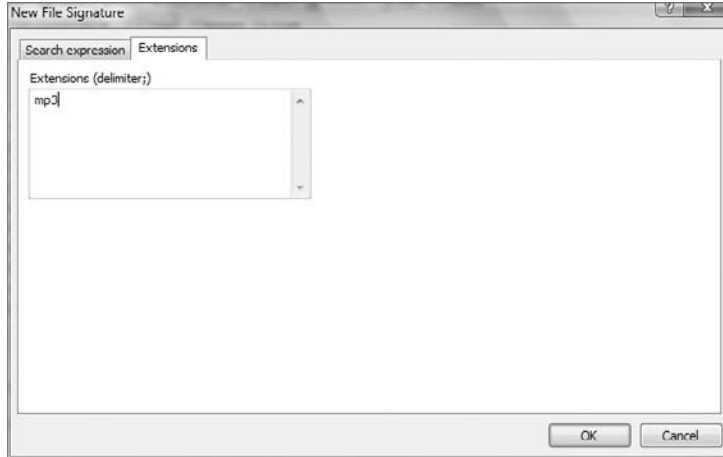 New File Signature
Search expression
Extensions
Extensions (delimiter;)
mp3
OK
Cancel